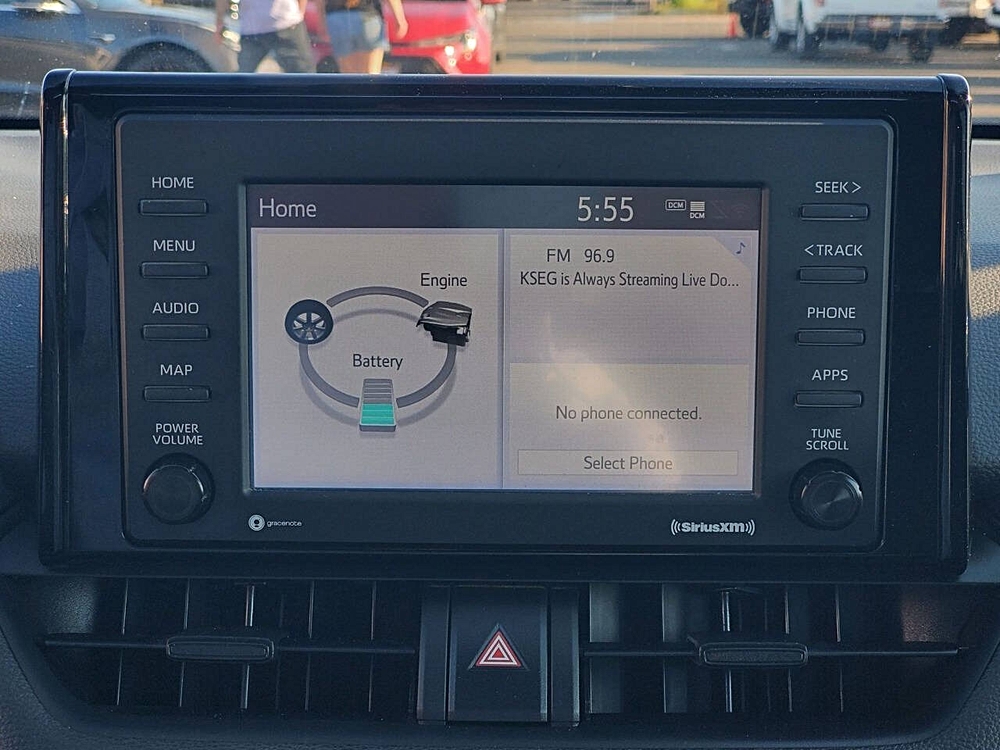 HOME
MENU
AUDIO
MAP
POWER
VOLUME
Home
5:55
DCM
DCM
Engine
Battery
FM 96.9
KSEG is Always Streaming Live Do...
No phone connected.
Select Phone
SEEK>
<TRACK
PHONE
APPS
TUNE
SCROLL
gracenote
((SiriusXM))